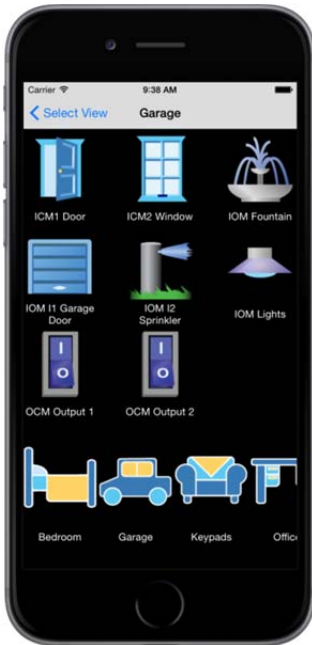 Carrier 9:38 AM
Select View Garage
ICM1 Door ICM2 Window IOM Fountain
IOM I1 Garage
Door
IOM I2
Sprinkler
IOM Lights
I I
O O
OCM Output 1 OCM Output 2
Bedroom Garage Keypads Offic